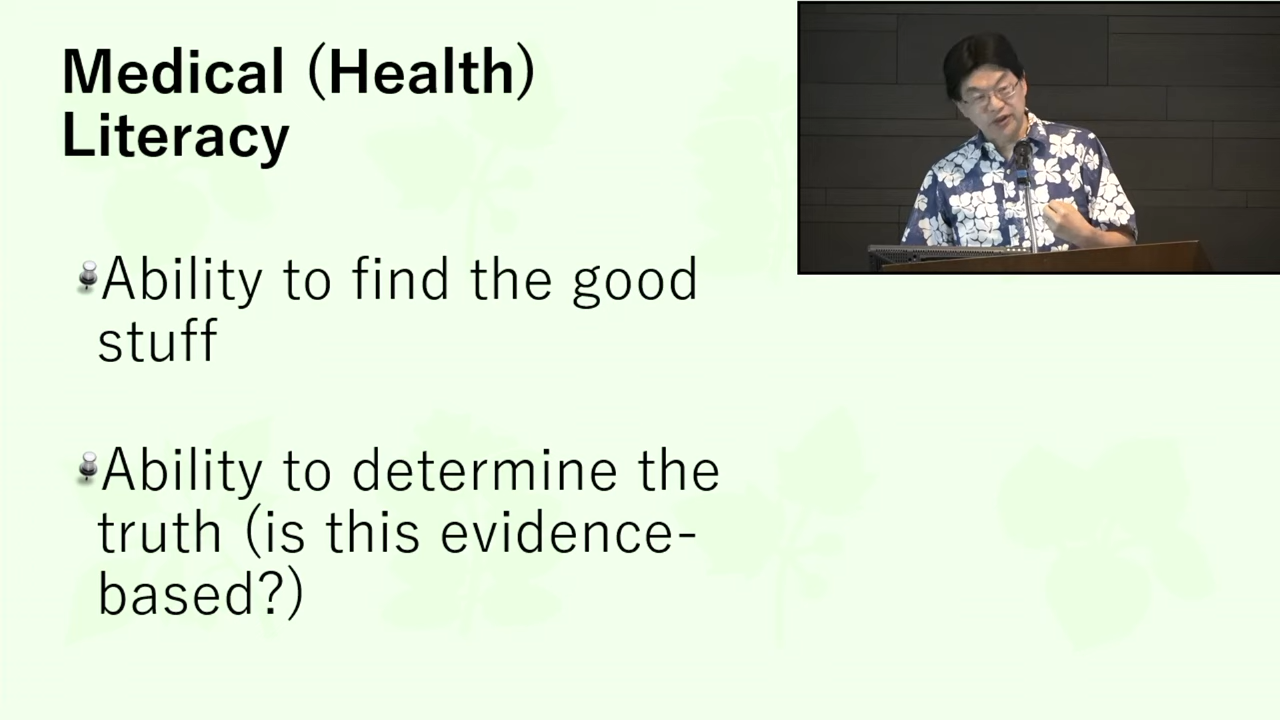 Medical (Health)
Literacy
Ability to find the good
stuff
Ability to determine the
truth (is this evidence-
based?)